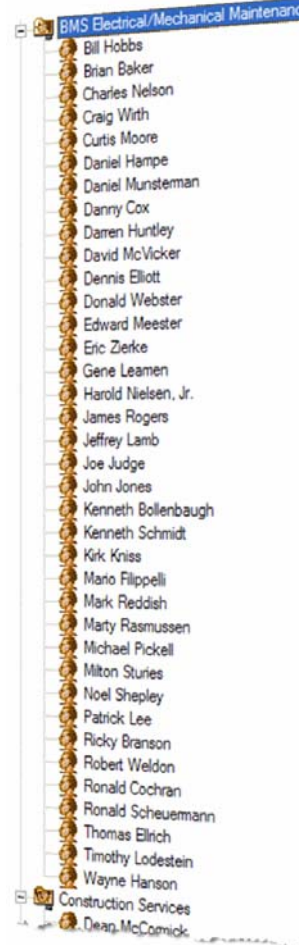 BMS Electrical/Mechanical Maintenanc
Bill Hobbs
Brian Baker
Charles Nelson
Craig Wirth
Curtis Moore
Daniel Hampe
Daniel Munsterman
Danny Cox
Darren Huntley
David McVicker
Dennis Elliott
Donald Webster
Edward Meester
Eric Zierke
Gene Leamen
Harold Nielsen, Jr.
James Rogers
Jeffrey Lamb
Joe Judge
John Jones
Kenneth Bollenbaugh
Kenneth Schmidt
Kirk Kniss
Mario Filippelli
Mark Reddish
Marty Rasmussen
Michael Pickell
Milton Sturies
Noel Shepley
Patrick Lee
Ricky Branson
Robert Weldon
Ronald Cochran
Ronald Scheuermann
Thomas Ellrich
Timothy Lodestein
Wayne Hanson
Construction Services
Dean McCormick